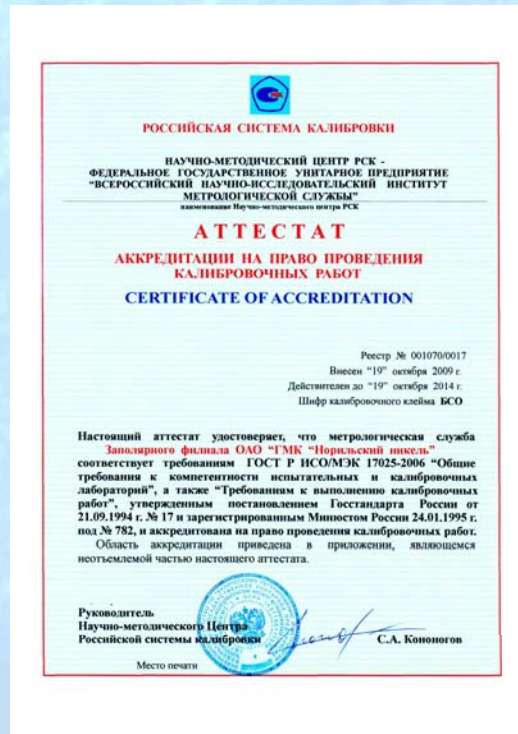 РОССИЙСКАЯ СИСТЕМА КАЛИБРОВКИ
НАУЧНО-МЕТОДИЧЕСКИЙ ЦЕНТР РСК -
ФЕДЕРАЛЬНОЕ ГОСУДАРСТВЕННОЕ УНИТАРНОЕ ПРЕДПРИЯТИЕ
"ВСЕРОССИЙСКИЙ НАУЧНО-ИССЛЕДОВАТЕЛЬСКИЙ ИНСТИТУТ
МЕТРОЛОГИЧЕСКОЙ СЛУЖБЫ"
наименование Научно-методического центра РСК
АТТЕСТАТ
АККРЕДИТАЦИИ НА ПРАВО ПРОВЕДЕНИЯ
КАЛИБРОВОЧНЫХ РАБОТ
CERTIFICATE OF ACCREDITATION
Реестр № 001070/0017
Внесен "19" октября 2009 г.
Действителен до "19" октября 2014 г.
Шифр калибровочного клейма БСО
Настоящий аттестат удостоверяет, что метрологическая служба
Заполярного филиала ОАО "ГМК "Норильский никель"
соответствует требованиям ГОСТ Р ИСО/МЭК 17025-2006 "Общие
требования к компетентности испытательных и калибровочных
лабораторий", а также "Требованиям к выполнению калибровочных
работ", утвержденным постановлением Госстандарта России от
21.09.1994 г. № 17 и зарегистрированным Минюстом России 24.01.1995 г.
под № 782, и аккредитована на право проведения калибровочных работ.
Область аккредитации приведена в приложении, являющемся
неотъемлемой частью настоящего аттестата.
Руководитель
Научно-методического Центра
Российской системы калибровки С.А. Кононогов
Место печати